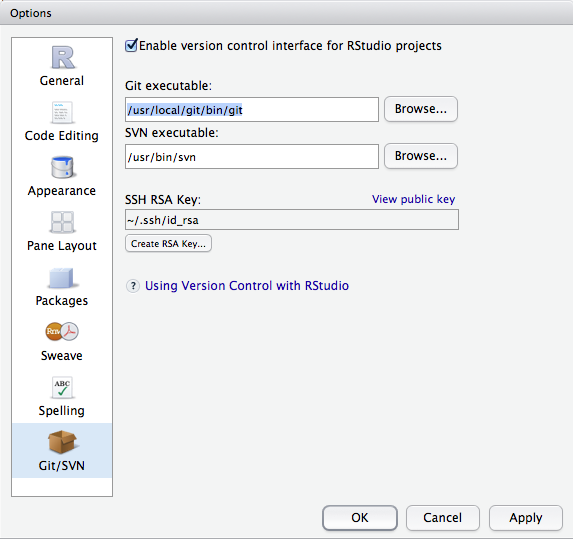 Options
General
Code Editing
Appearance
Pane Layout
Packages
Sweave
ABC
Spelling
Git/SVN
Enable version control interface for RStudio projects
Git executable:
/usr/local/git/bin/git Browse...
SVN executable:
/usr/bin/svn Browse...
SSH RSA Key: View public key
~/.ssh/id_rsa
Create RSA Key...
? Using Version Control with RStudio
OK Cancel Apply